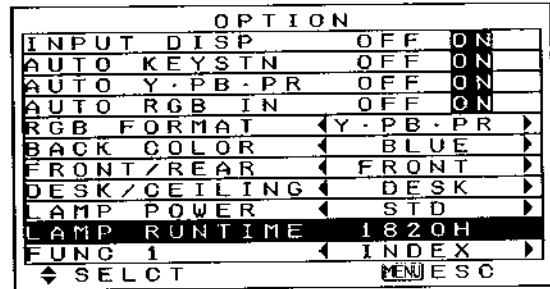 OPTION
INPUT DISP OFF ON
AUTO KEYSTN OFF ON
AUTO Y·PB·PR OFF ON
AUTO RGB IN OFF ON
RGB FORMAT ◀ Y·PB·PR ▶
BACK COLOR ◀ BLUE ▶
FRONT/REAR ◀ FRONT ▶
DESK/CEILING ◀ DESK ▶
LAMP POWER ◀ STD ▶
LAMP RUNTIME 1820H
FUNC 1 ◀ INDEX ▶
SELCT MENU ESC